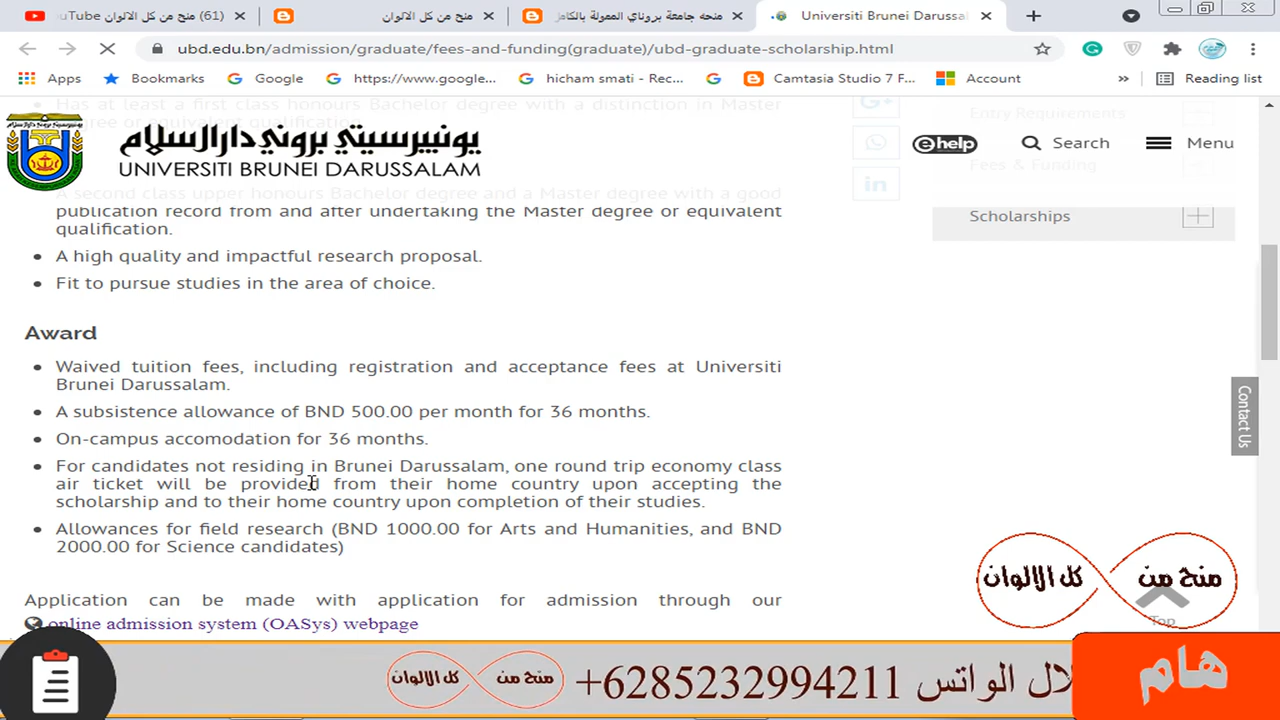 (61) منح من كل الالوان uTube
منح من كل الالوان
منحه جامعة بروناي الممولة بالكامل
Universiti Brunei Darussal
ubd.edu.bn/admission/graduate/fees-and-funding(graduate)/ubd-graduate-scholarship.html
Apps
Bookmarks
Google
https://www.google...
hicham smati - Rec...
Camtasia Studio 7 F...
Account
»
Reading list
Has at least a first class honours Bachelor degree with a distinction in Master
degree or equivalent qualification.
Entry Requirements
يونيبرسيتي بروني دارالسلام
UNIVERSITI BRUNEI DARUSSALAM
ehelp
Search
Menu
Fees & Funding
A second class upper honours Bachelor degree and a Master degree with a good
publication record from and after undertaking the Master degree or equivalent
qualification.
Scholarships
• A high quality and impactful research proposal.
• Fit to pursue studies in the area of choice.
Award
• Waived tuition fees, including registration and acceptance fees at Universiti
Brunei Darussalam.
• A subsistence allowance of BND 500.00 per month for 36 months.
• On-campus accomodation for 36 months.
• For candidates not residing in Brunei Darussalam, one round trip economy class
air ticket will be provided from their home country upon accepting the
scholarship and to their home country upon completion of their studies.
• Allowances for field research (BND 1000.00 for Arts and Humanities, and BND
2000.00 for Science candidates)
Application can be made with application for admission through our
online admission system (OASys) webpage
G+
in
Contact Us
منح من كل الالوان
Top
لال الواتس 6285232994211+
منح من كل الالوان
هام